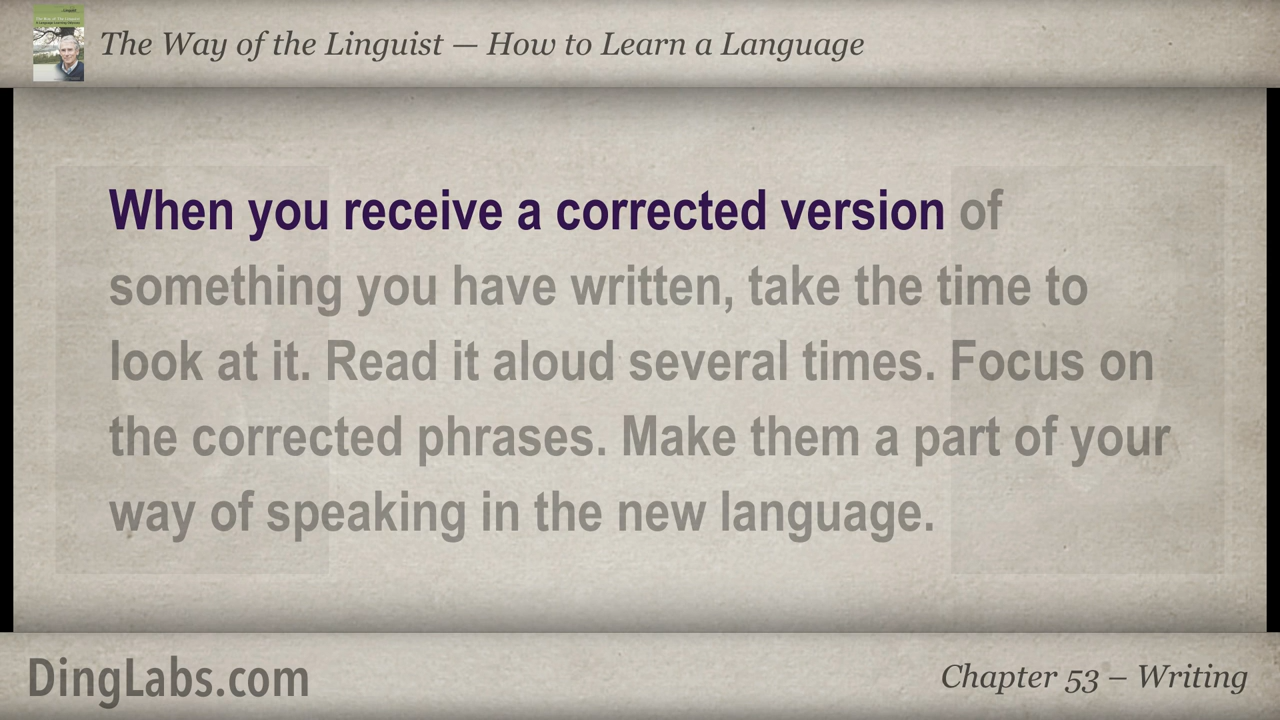 The Way of the Linguist — How to Learn a Language
When you receive a corrected version of
something you have written, take the time to
look at it. Read it aloud several times. Focus on
the corrected phrases. Make them a part of your
way of speaking in the new language.
DingLabs.com
Chapter 53 – Writing